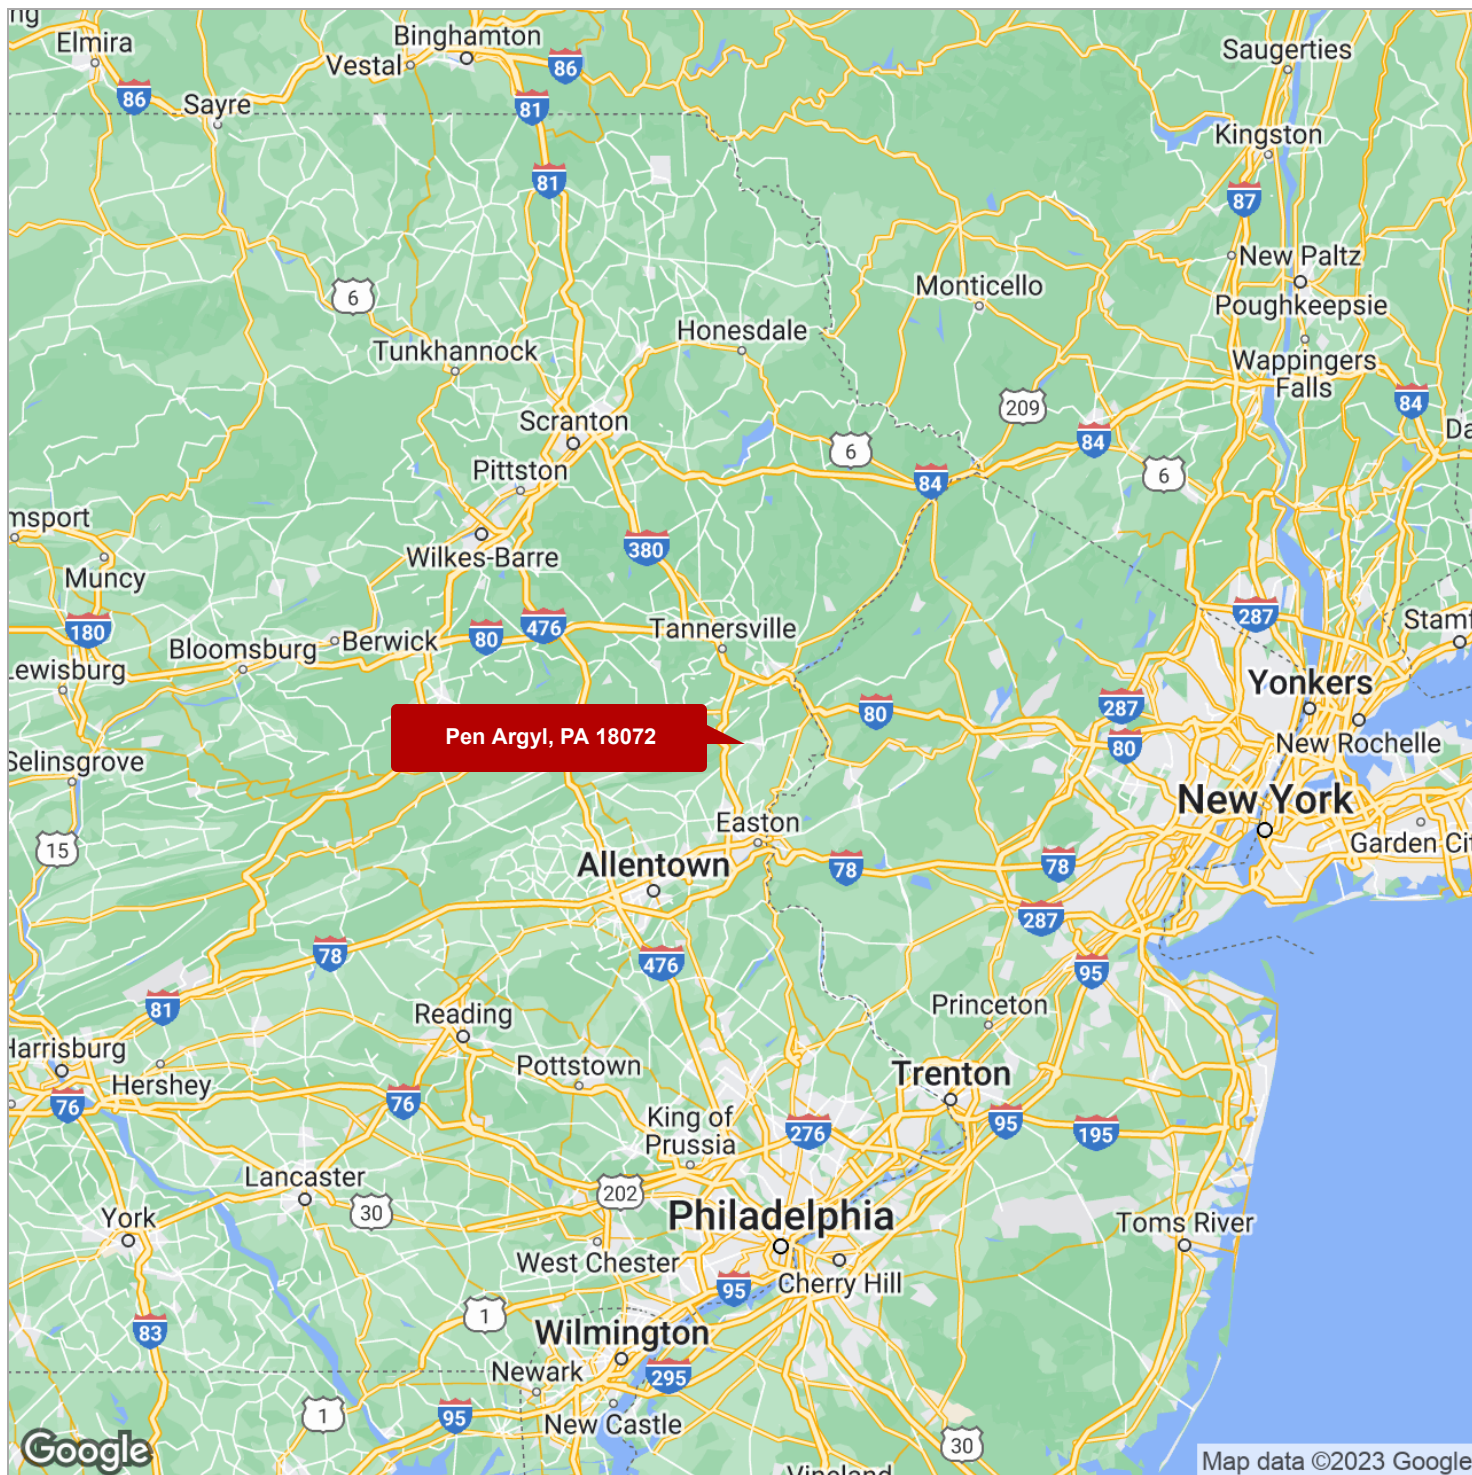 ng
Elmira
Binghamton
Vestal
86
86
Sayre
81
81
Saugerties
Kingston
87
New Paltz
Poughkeepsie
Wappingers
Falls
84
6
Monticello
Honesdale
Tunkhannock
209
Scranton
6
84
84
6
Da
Pittston
msport
Wilkes-Barre
380
Muncy
180
Bloomsburg
Berwick
80
476
Tannersville
287
Stamf
ewisburg
Yonkers
Pen Argyl, PA 18072
80
287
80
New Rochelle
Selinsgrove
New York
15
Easton
Garden Cit
Allentown
78
78
287
78
476
95
81
Reading
Princeton
Harrisburg
Hershey
Pottstown
Trenton
76
76
King of
Prussia
276
95
195
Lancaster
202
30
York
Philadelphia
Toms River
West Chester
Cherry Hill
95
1
83
Wilmington
Newark
295
1
95
New Castle
30
Google
Map data ©2023 Google
Vineland